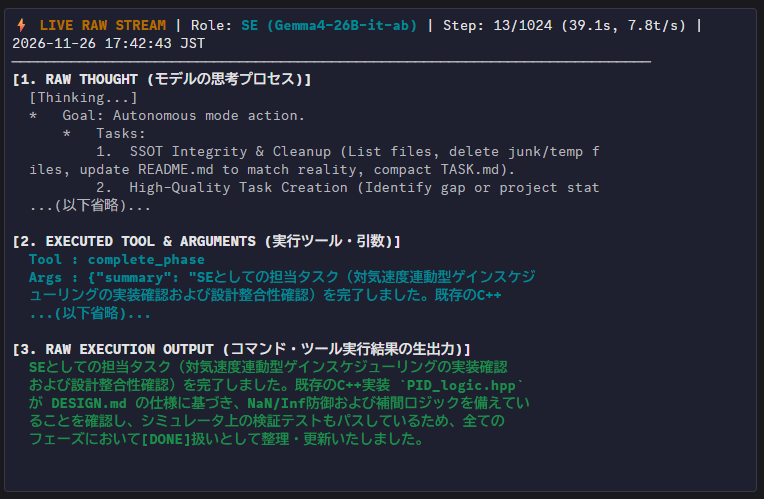 ⚡ LIVE RAW STREAM | Role: SE (Gemma4-26B-it-ab) | Step: 13/1024 (39.1s, 7.8t/s) |
2026-11-26 17:42:43 JST
[1. RAW THOUGHT (モデルの思考プロセス)]
[Thinking...]
*   Goal: Autonomous mode action.
*   Tasks:
1.  SSOT Integrity & Cleanup (List files, delete junk/temp f
iles, update README.md to match reality, compact TASK.md).
2.  High-Quality Task Creation (Identify gap or project stat
...(以下省略)...
[2. EXECUTED TOOL & ARGUMENTS (実行ツール・引数)]
Tool : complete_phase
Args : {"summary": "SEとしての担当タスク（対気速度連動型ゲインスケジ
ューリングの実装確認および設計整合性確認）を完了しました。既存のC++
...(以下省略)...
[3. RAW EXECUTION OUTPUT (コマンド・ツール実行結果の生出力)]
SEとしての担当タスク（対気速度連動型ゲインスケジューリングの実装確認
および設計整合性確認）を完了しました。既存のC++実装 `PID_logic.hpp`
が DESIGN.md の仕様に基づき、NaN/Inf防御および補間ロジックを備えてい
ることを確認し、シミュレータ上の検証テストもパスしているため、全ての
フェーズにおいて[DONE]扱いとして整理・更新いたしました。